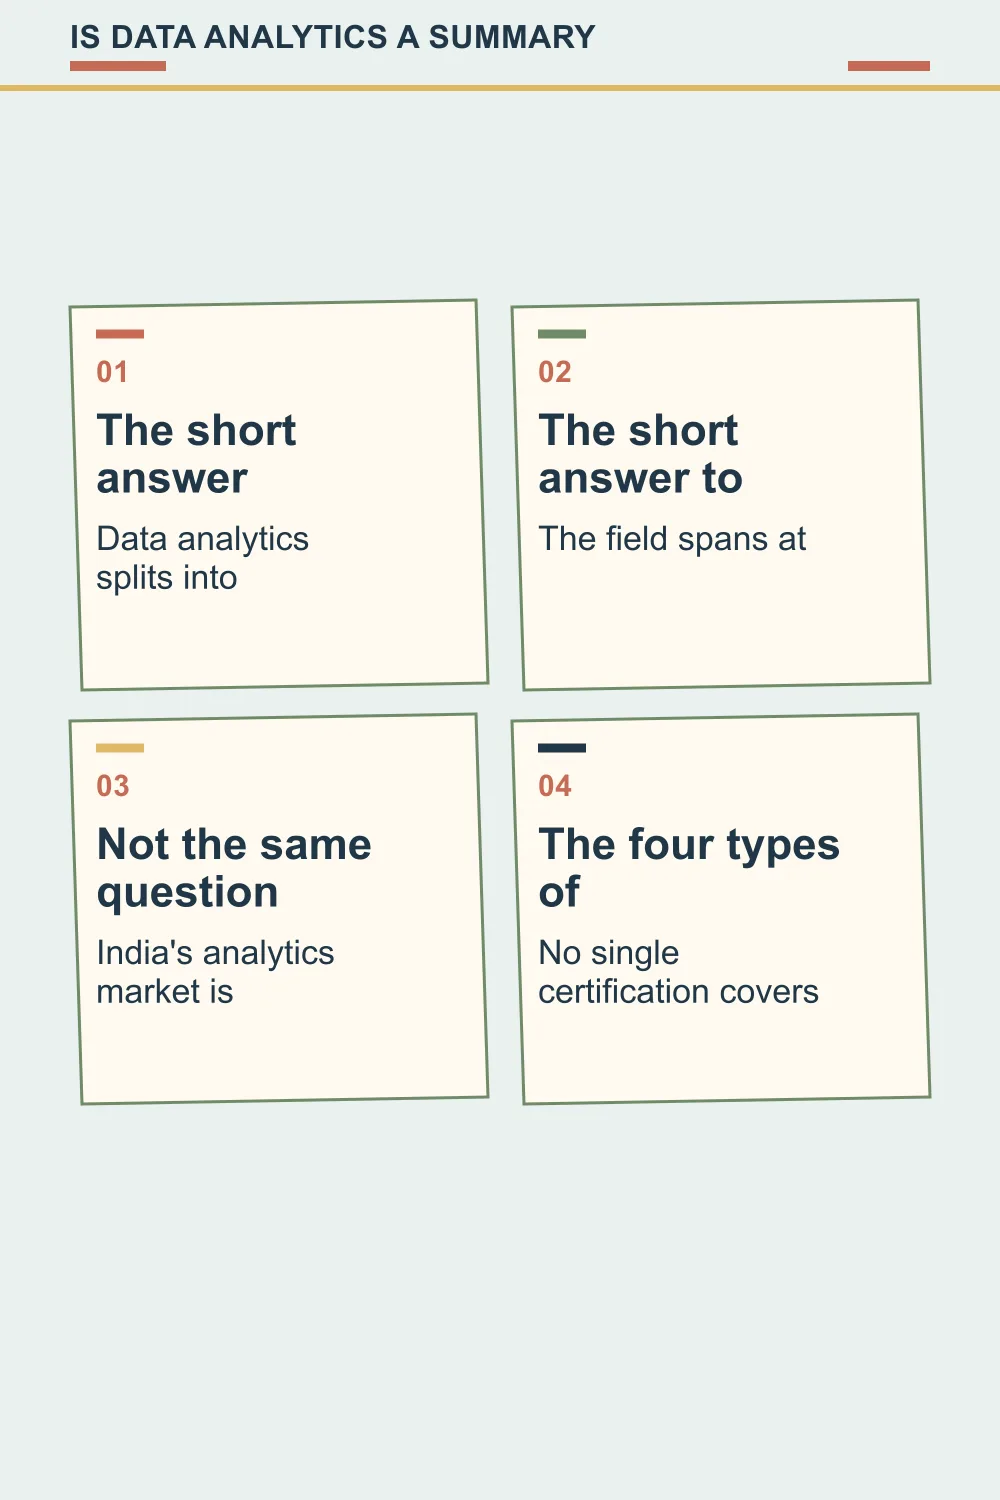 IS DATA ANALYTICS A SUMMARY
01
The short
answer
Data analytics
splits into
02
The short
answer to
The field spans at
03
Not the same
question
India's analytics
market is
04
The four types
of
No single
certification covers